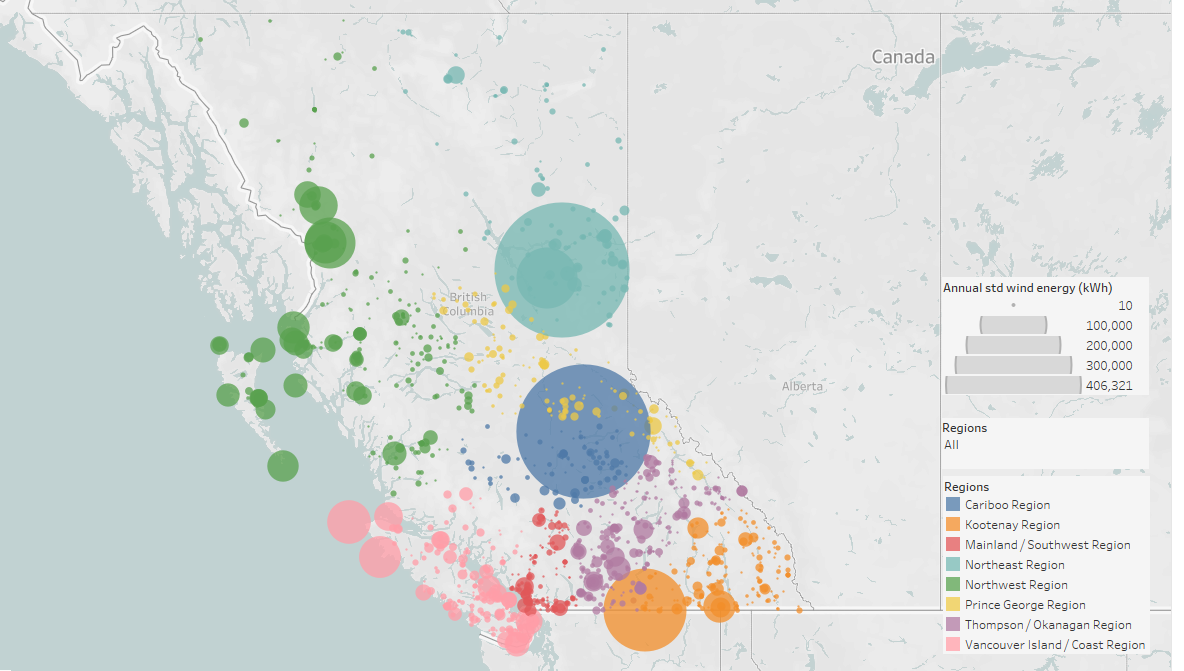 Canada
British
Columbia
Alberta
Annual std wind energy (kWh)
10
100,000
200,000
300,000
406,321
Regions
All
Regions
Cariboo Region
Kootenay Region
Mainland / Southwest Region
Northeast Region
Northwest Region
Prince George Region
Thompson / Okanagan Region
Vancouver Island / Coast Region